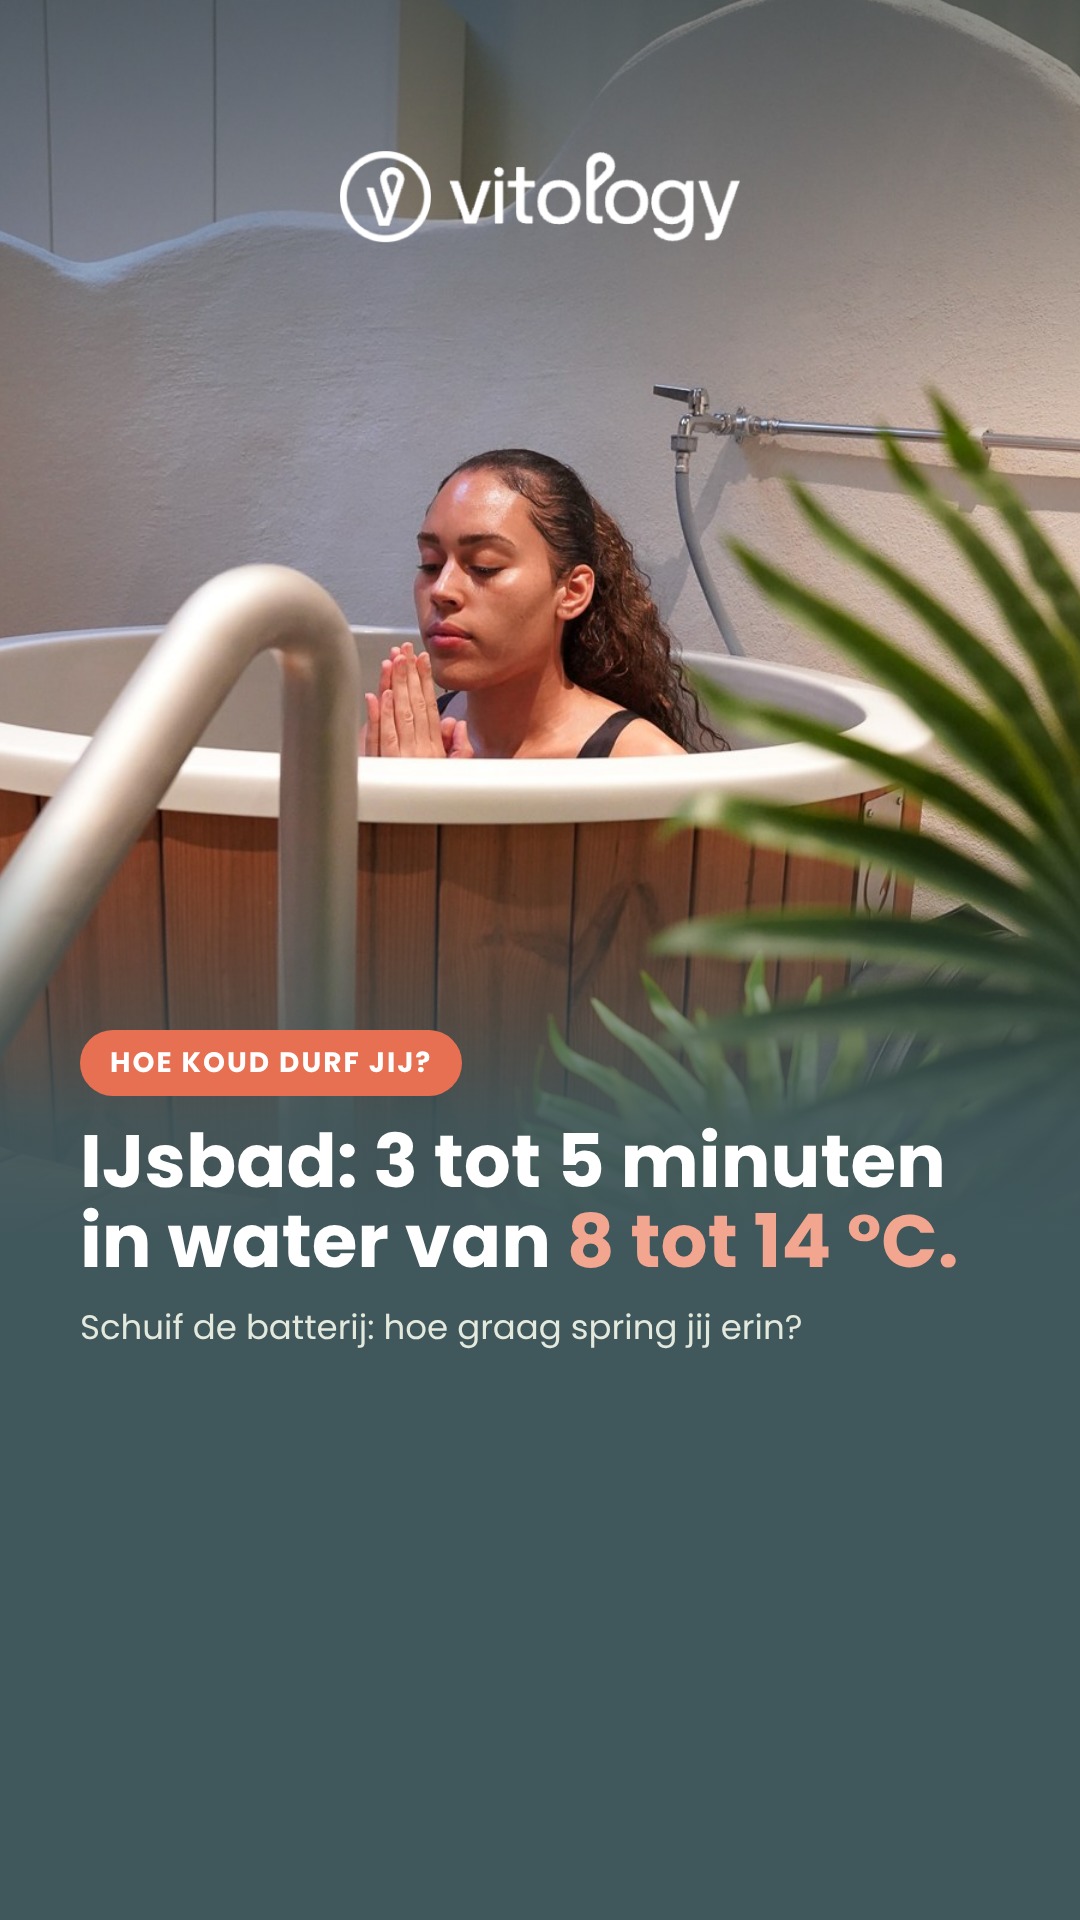 vitology
HOE KOUD DURF JIJ?
IJsbad: 3 tot 5 minuten
in water van 8 tot 14 °C.
Schuif de batterij: hoe graag spring jij erin?